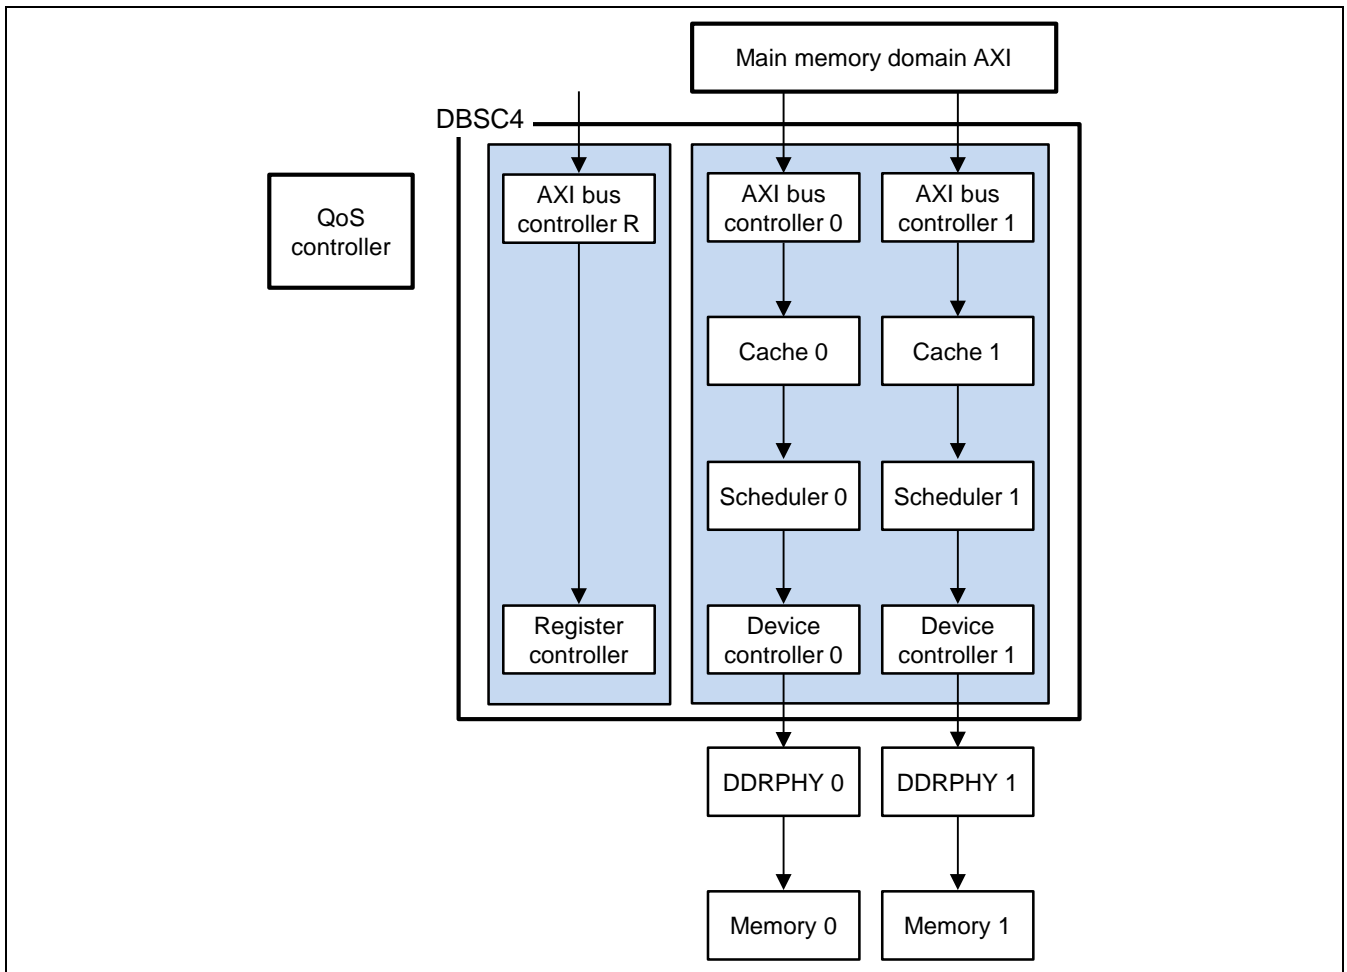 Main memory domain AXI
DBSC4
QoS
controller
AXI bus
controller R
AXI bus
controller 0
AXI bus
controller 1
Cache 0
Cache 1
Scheduler 0
Scheduler 1
Register
controller
Device
controller 0
Device
controller 1
DDRPHY 0
DDRPHY 1
Memory 0
Memory 1